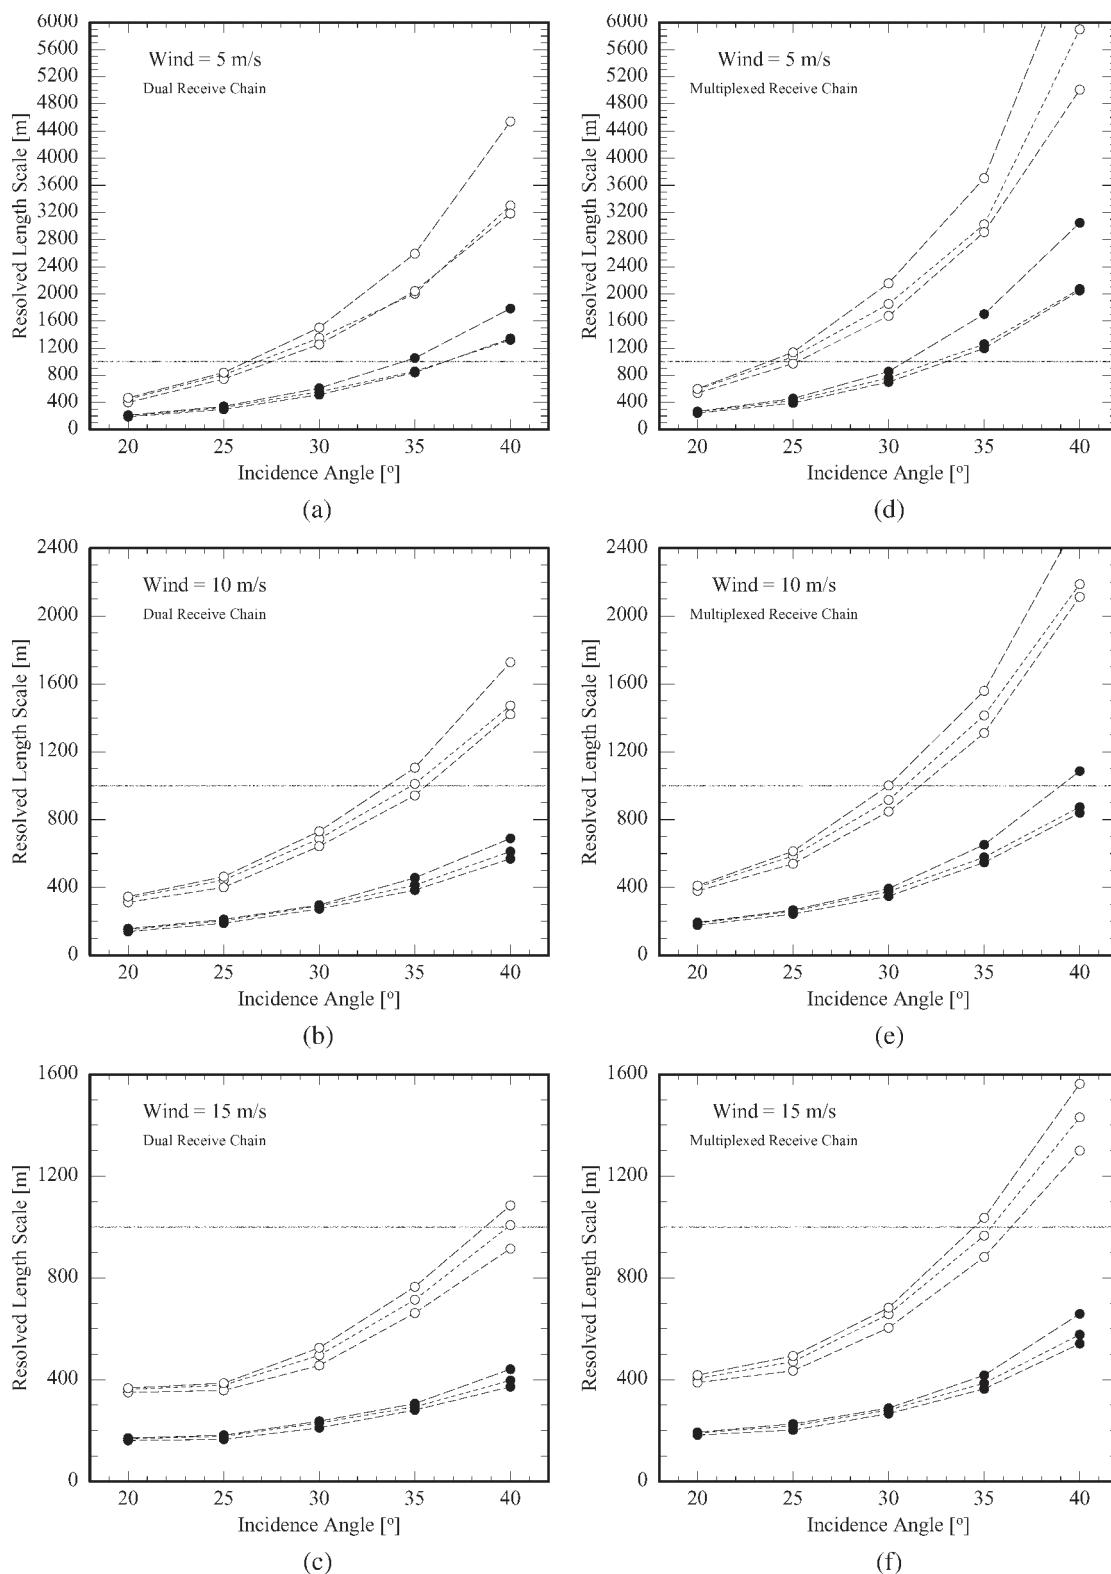 6000
5600
5200
4800
4400
4000
3600
3200
2800
2400
2000
1600
1200
800
400
0
Resolved Length Scale [m]
Wind = 5 m/s
Dual Receive Chain
20 25 30 35 40
Incidence Angle [º]
(a)
6000
5600
5200
4800
4400
4000
3600
3200
2800
2400
2000
1600
1200
800
400
0
Resolved Length Scale [m]
Wind = 5 m/s
Multiplexed Receive Chain
20 25 30 35 40
Incidence Angle [º]
(d)
2400
2000
1600
1200
800
400
0
Resolved Length Scale [m]
Wind = 10 m/s
Dual Receive Chain
20 25 30 35 40
Incidence Angle [º]
(b)
2400
2000
1600
1200
800
400
0
Resolved Length Scale [m]
Wind = 10 m/s
Multiplexed Receive Chain
20 25 30 35 40
Incidence Angle [º]
(e)
1600
1200
800
400
0
Resolved Length Scale [m]
Wind = 15 m/s
Dual Receive Chain
20 25 30 35 40
Incidence Angle [º]
(c)
1600
1200
800
400
0
Resolved Length Scale [m]
Wind = 15 m/s
Multiplexed Receive Chain
20 25 30 35 40
Incidence Angle [º]
(f)